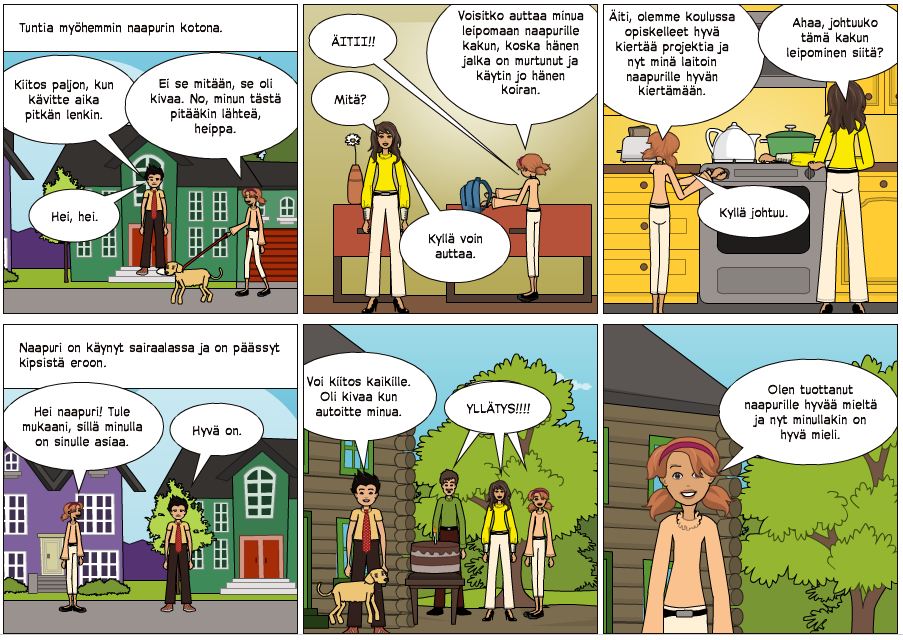 Tuntia myöhemmin naapurin kotona.
Kiitos paljon, kun
kävitte aika
pitkän lenkin.
Ei se mitään, se oli
kivaa. No, minun tästä
pitääkin lähteä,
heippa.
Hei, hei.
ÄITII!!
Mitä?
Voisitko auttaa minua
leipomaan naapurille
kakun, koska hänen
jalka on murtunut ja
käytin jo hänen
koiran.
Kyllä voin
auttaa.
Äiti, olemme koulussa
opiskelleet hyvä
kiertää projektia ja
nyt minä laitoin
naapurille hyvän
kiertämään.
Ahaa, johtuuko
tämä kakun
leipominen siitä?
Kyllä johtuu.
Naapuri on käynyt sairaalassa ja on päässyt
kipsistä eroon.
Hei naapuri! Tule
mukaani, sillä minulla
on sinulle asiaa.
Hyvä on.
Voi kiitos kaikille.
Oli kivaa kun
autoitte minua.
YLLÄTYS!!!!
Olen tuottanut
naapurille hyvää mieltä
ja nyt minullakin on
hyvä mieli.